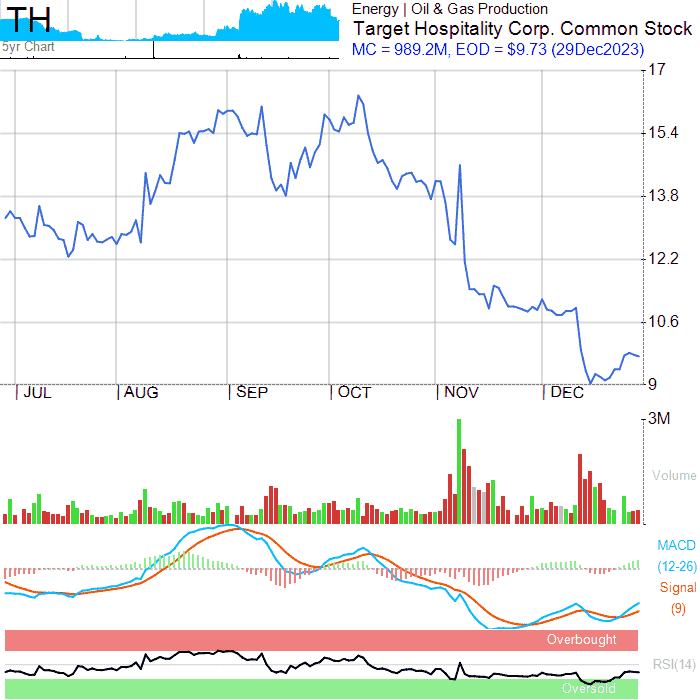 TH
5yr Chart
Energy | Oil & Gas Production
Target Hospitality Corp. Common Stock
MC = 989.2M, EOD = $9.73 (29Dec2023)
17
15.4
13.8
12.2
10.6
9
JUL AUG SEP OCT NOV DEC
3M
Volume
MACD
(12-26)
Signal
(9)
Overbought
RSI(14)
Oversold